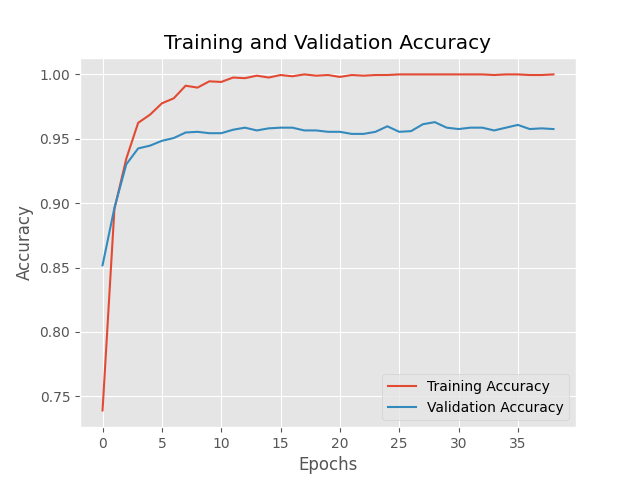 Training and Validation Accuracy
1.00
0.95
0.90
0.85
0.80
0.75
Accuracy
Training Accuracy
Validation Accuracy
0 5 10 15 20 25 30 35
Epochs